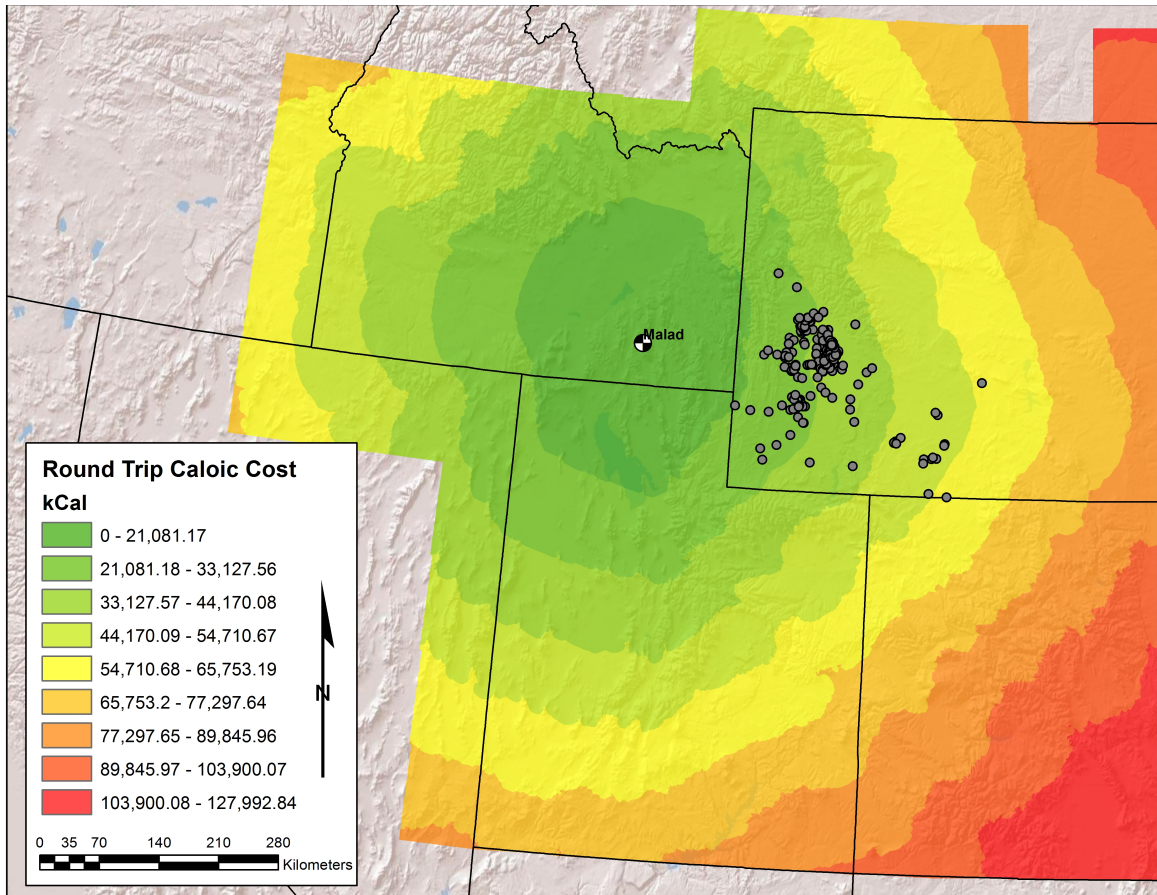 Malad
Round Trip Caloic Cost
kCal
0 - 21,081.17
21,081.18 - 33,127.56
33,127.57 - 44,170.08
44,170.09 - 54,710.67
54,710.68 - 65,753.19
65,753.2 - 77,297.64
77,297.65 - 89,845.96
89,845.97 - 103,900.07
103,900.08 - 127,992.84
N
0 35 70 140 210 280
Kilometers